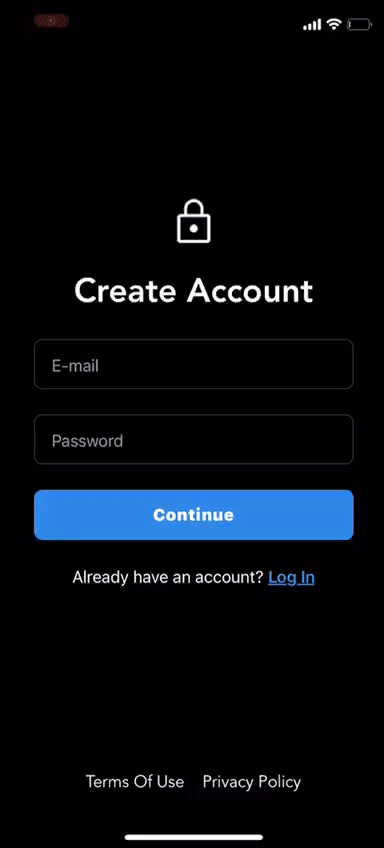 Create Account
E-mail
Password
Continue
Already have an account? Log In
Terms Of Use Privacy Policy